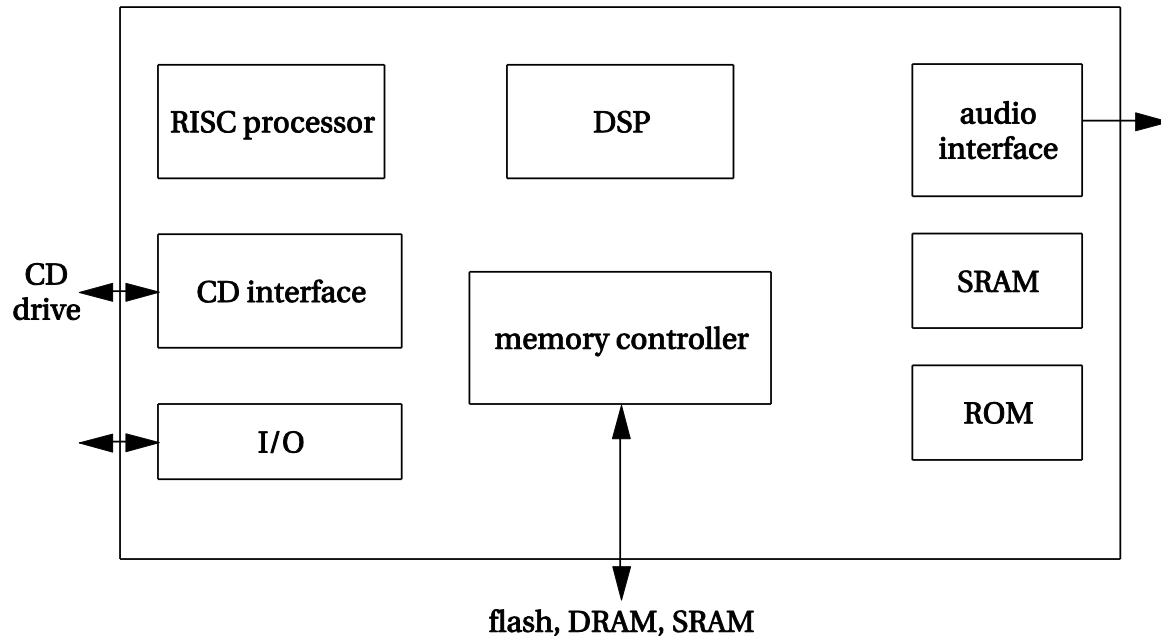 RISC processor
DSP
audio
interface
CD
drive
CD interface
SRAM
memory controller
ROM
I/O
flash, DRAM, SRAM